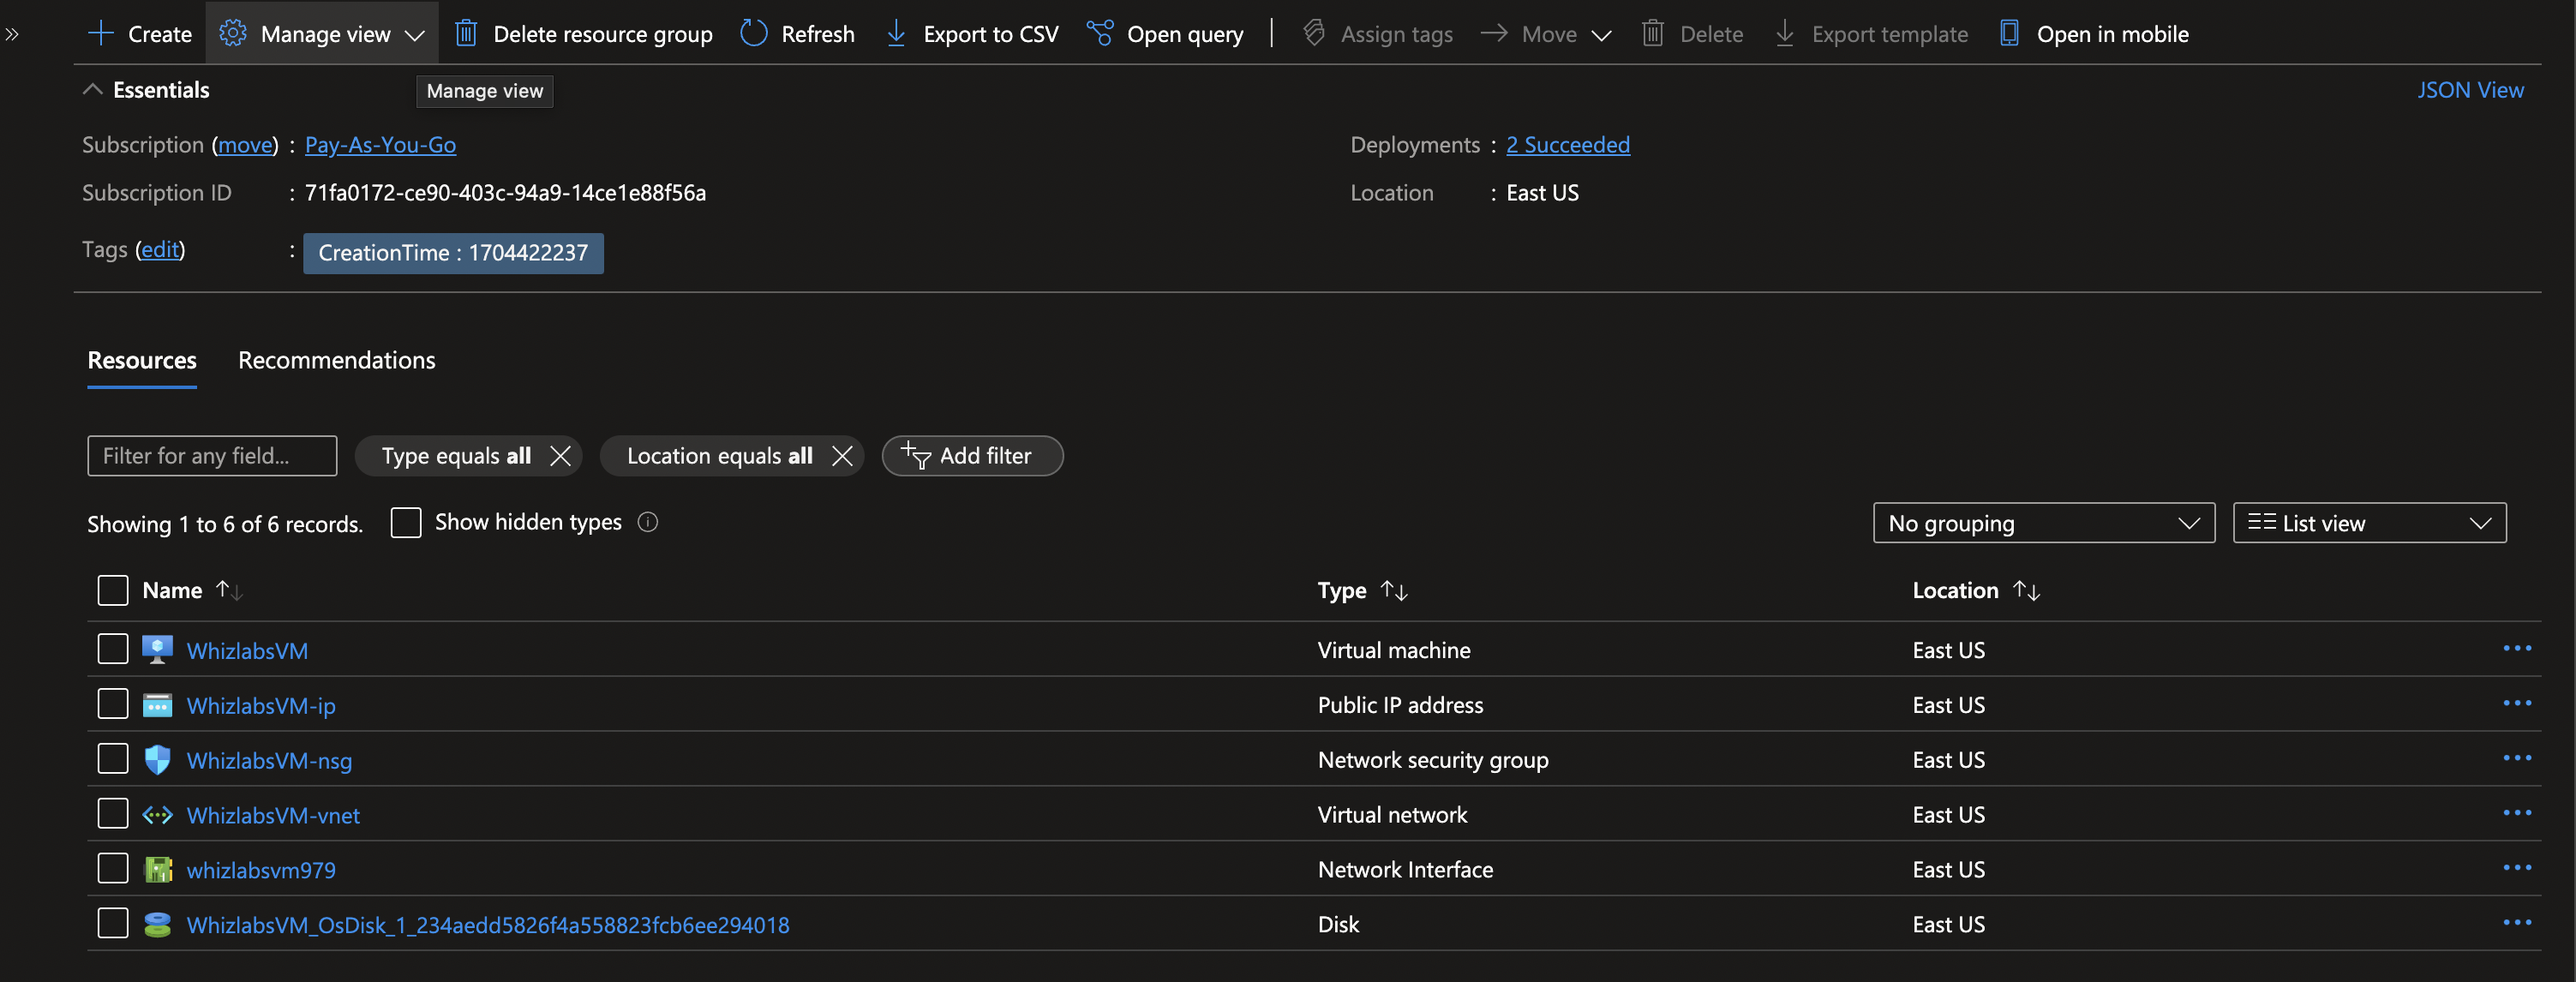 Create Manage view Delete resource group Refresh Export to CSV Open query Assign tags Move Delete Export template Open in mobile
Essentials Manage view JSON View
Subscription (move) : Pay-As-You-Go Deployments : 2 Succeeded
Subscription ID : 71fa0172-ce90-403c-94a9-14ce1e88f56a Location : East US
Tags (edit) : CreationTime : 1704422237
Resources Recommendations
Filter for any field... Type equals all Location equals all Add filter
Showing 1 to 6 of 6 records. Show hidden types No grouping List view
Name Type Location
WhizlabsVM Virtual machine East US
WhizlabsVM-ip Public IP address East US
WhizlabsVM-nsg Network security group East US
WhizlabsVM-vnet Virtual network East US
whizlabsvm979 Network Interface East US
WhizlabsVM_OsDisk_1_234aedd5826f4a558823fcb6ee294018 Disk East US